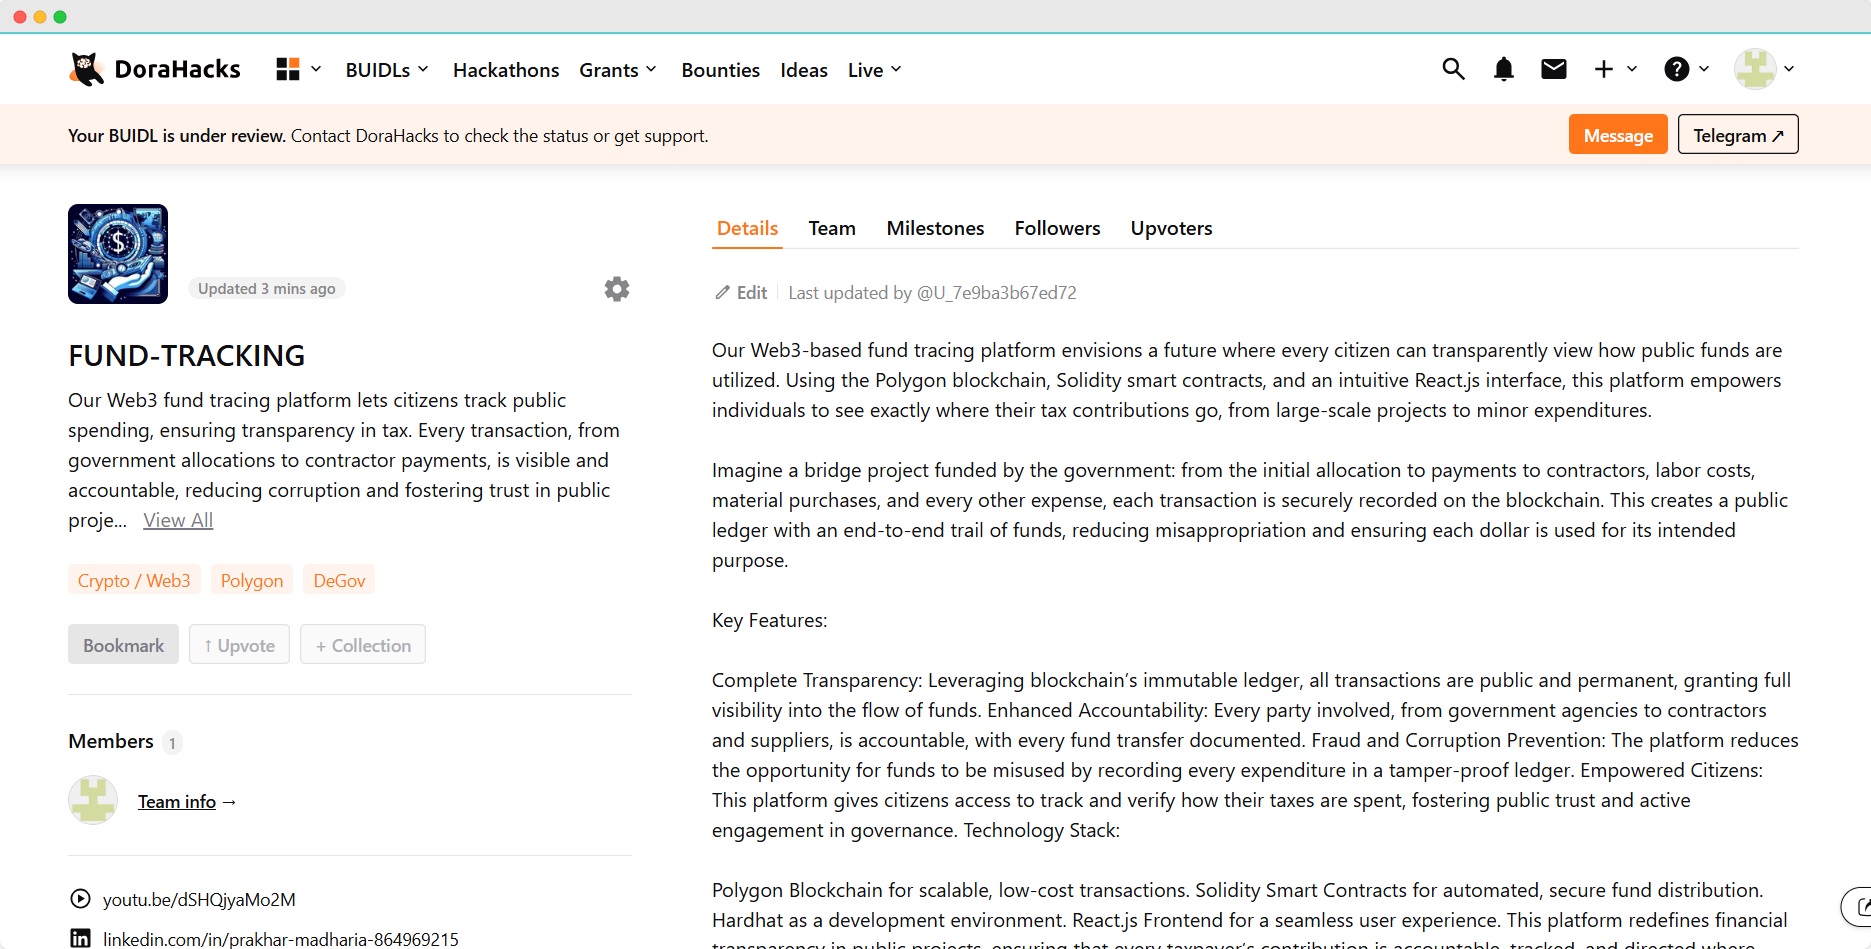 DoraHacks
BUIDLs
Hackathons
Grants
Bounties
Ideas
Live
Your BUIDL is under review. Contact DoraHacks to check the status or get support.
Message
Telegram ↗
Updated 3 mins ago
FUND-TRACKING
Our Web3 fund tracing platform lets citizens track public
spending, ensuring transparency in tax. Every transaction, from
government allocations to contractor payments, is visible and
accountable, reducing corruption and fostering trust in public
proje... View All
Crypto / Web3
Polygon
DeGov
Bookmark
↑ Upvote
+ Collection
Members 1
Team info →
youtu.be/dSHQjyaMo2M
linkedin.com/in/prakhar-madharia-864969215
Details
Team
Milestones
Followers
Upvoters
Edit
Last updated by @U_7e9ba3b67ed72
Our Web3-based fund tracing platform envisions a future where every citizen can transparently view how public funds are
utilized. Using the Polygon blockchain, Solidity smart contracts, and an intuitive React.js interface, this platform empowers
individuals to see exactly where their tax contributions go, from large-scale projects to minor expenditures.
Imagine a bridge project funded by the government: from the initial allocation to payments to contractors, labor costs,
material purchases, and every other expense, each transaction is securely recorded on the blockchain. This creates a public
ledger with an end-to-end trail of funds, reducing misappropriation and ensuring each dollar is used for its intended
purpose.
Key Features:
Complete Transparency: Leveraging blockchain’s immutable ledger, all transactions are public and permanent, granting full
visibility into the flow of funds. Enhanced Accountability: Every party involved, from government agencies to contractors
and suppliers, is accountable, with every fund transfer documented. Fraud and Corruption Prevention: The platform reduces
the opportunity for funds to be misused by recording every expenditure in a tamper-proof ledger. Empowered Citizens:
This platform gives citizens access to track and verify how their taxes are spent, fostering public trust and active
engagement in governance. Technology Stack:
Polygon Blockchain for scalable, low-cost transactions. Solidity Smart Contracts for automated, secure fund distribution.
Hardhat as a development environment. React.js Frontend for a seamless user experience. This platform redefines financial
transparency in public projects, ensuring that every taxpayer’s contribution is accountable, tracked, and directed where